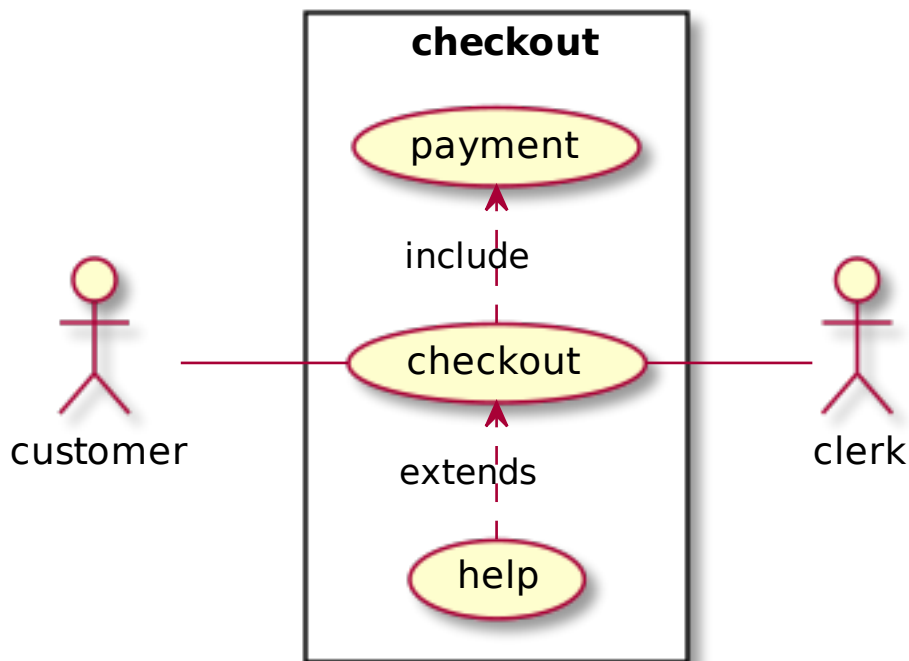 checkout
payment
include
checkout
customer
clerk
extends
help